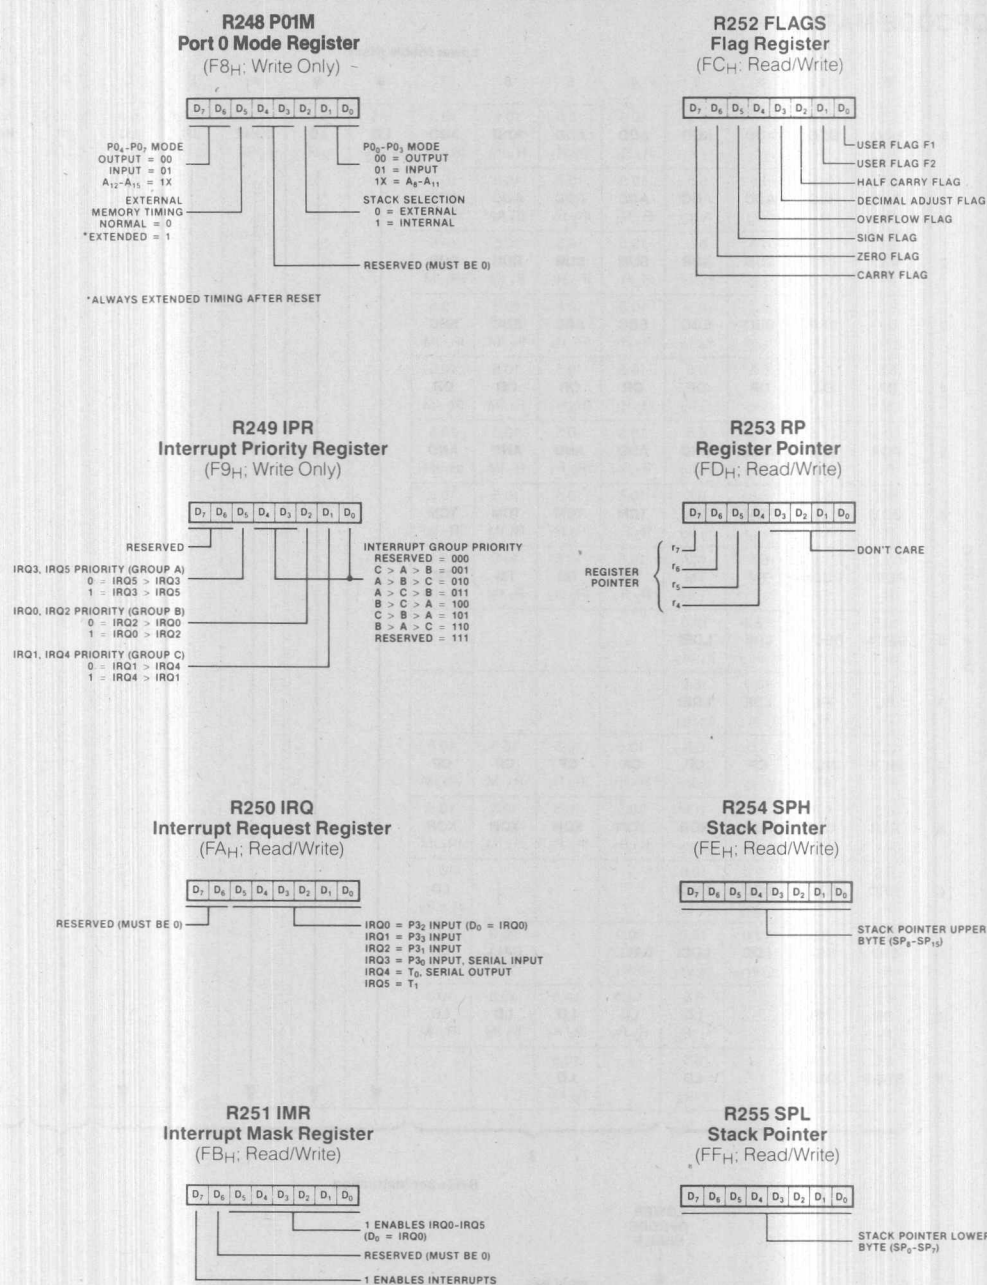 R248 P01M
Port 0 Mode Register
(F8H; Write Only)
D7 D6 D5 D4 D3 D2 D1 D0
P04-P07 MODE
OUTPUT = 00
INPUT = 01
A12-A15 = 1X
EXTERNAL
MEMORY TIMING
NORMAL = 0
*EXTENDED = 1
P00-P03 MODE
00 = OUTPUT
01 = INPUT
1X = A8-A11
STACK SELECTION
0 = EXTERNAL
1 = INTERNAL
RESERVED (MUST BE 0)
*ALWAYS EXTENDED TIMING AFTER RESET
R252 FLAGS
Flag Register
(FCH; Read/Write)
D7 D6 D5 D4 D3 D2 D1 D0
USER FLAG F1
USER FLAG F2
HALF CARRY FLAG
DECIMAL ADJUST FLAG
OVERFLOW FLAG
SIGN FLAG
ZERO FLAG
CARRY FLAG
R249 IPR
Interrupt Priority Register
(F9H; Write Only)
D7 D6 D5 D4 D3 D2 D1 D0
RESERVED
IRQ3, IRQ5 PRIORITY (GROUP A)
0 = IRQ5 > IRQ3
1 = IRQ3 > IRQ5
IRQ0, IRQ2 PRIORITY (GROUP B)
0 = IRQ2 > IRQ0
1 = IRQ0 > IRQ2
IRQ1, IRQ4 PRIORITY (GROUP C)
0 = IRQ1 > IRQ4
1 = IRQ4 > IRQ1
INTERRUPT GROUP PRIORITY
RESERVED = 000
C > A > B = 001
A > B > C = 010
A > C > B = 011
B > C > A = 100
C > B > A = 101
B > A > C = 110
RESERVED = 111
R253 RP
Register Pointer
(FDH; Read/Write)
D7 D6 D5 D4 D3 D2 D1 D0
REGISTER
POINTER
r7
r6
r5
r4
DON'T CARE
R250 IRQ
Interrupt Request Register
(FAH; Read/Write)
D7 D6 D5 D4 D3 D2 D1 D0
RESERVED (MUST BE 0)
IRQ0 = P32 INPUT (D0 = IRQ0)
IRQ1 = P33 INPUT
IRQ2 = P31 INPUT
IRQ3 = P30 INPUT, SERIAL INPUT
IRQ4 = T0, SERIAL OUTPUT
IRQ5 = T1
R254 SPH
Stack Pointer
(FEH; Read/Write)
D7 D6 D5 D4 D3 D2 D1 D0
STACK POINTER UPPER
BYTE (SP8-SP15)
R251 IMR
Interrupt Mask Register
(FBH; Read/Write)
D7 D6 D5 D4 D3 D2 D1 D0
1 ENABLES IRQ0-IRQ5
(D0 = IRQ0)
RESERVED (MUST BE 0)
1 ENABLES INTERRUPTS
R255 SPL
Stack Pointer
(FFH; Read/Write)
D7 D6 D5 D4 D3 D2 D1 D0
STACK POINTER LOWER
BYTE (SP0-SP7)